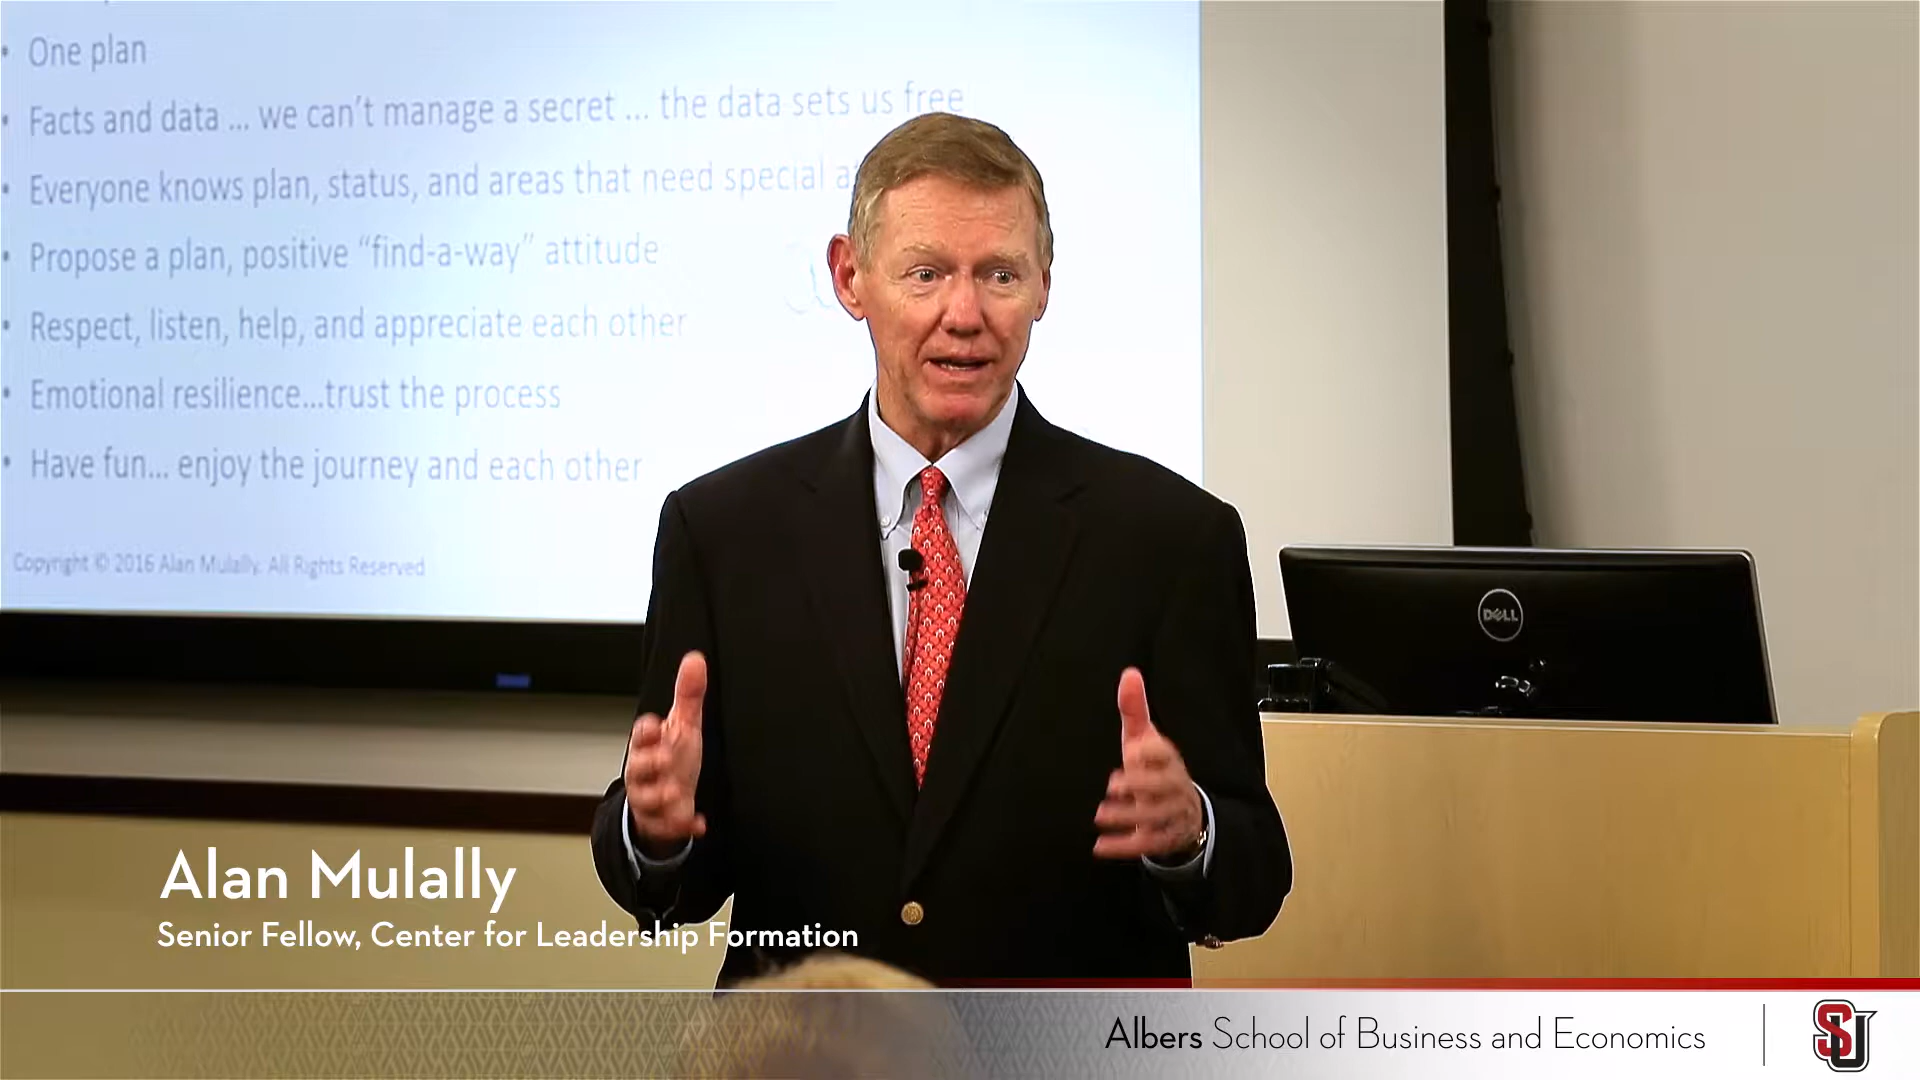 • One plan
• Facts and data ... we can't manage a secret ... the data sets us free
• Everyone knows plan, status, and areas that need special
• Propose a plan, positive “find-a-way” attitude
• Respect, listen, help, and appreciate each other
• Emotional resilience...trust the process
• Have fun... enjoy the journey and each other
Copyright © 2016 Alan Mulally. All Rights Reserved
DELL
Alan Mulally
Senior Fellow, Center for Leadership Formation
Albers School of Business and Economics
SU